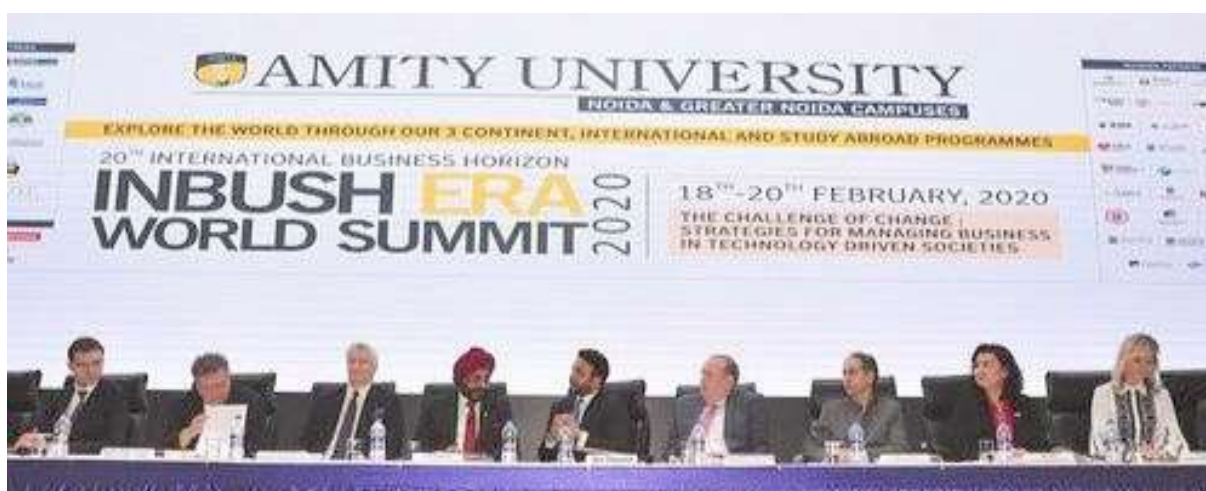 AMITY UNIVERSITY
NOIDA & GREATER NOIDA CAMPUSES
EXPLORE THE WORLD THROUGH OUR 3 CONTINENT, INTERNATIONAL AND STUDY ABROAD PROGRAMMES
20TH INTERNATIONAL BUSINESS HORIZON
INBUSH ERA
WORLD SUMMIT
2020
18TH-20TH FEBRUARY, 2020
THE CHALLENGE OF CHANGE :
STRATEGIES FOR MANAGING BUSINESS
IN TECHNOLOGY DRIVEN SOCIETIES